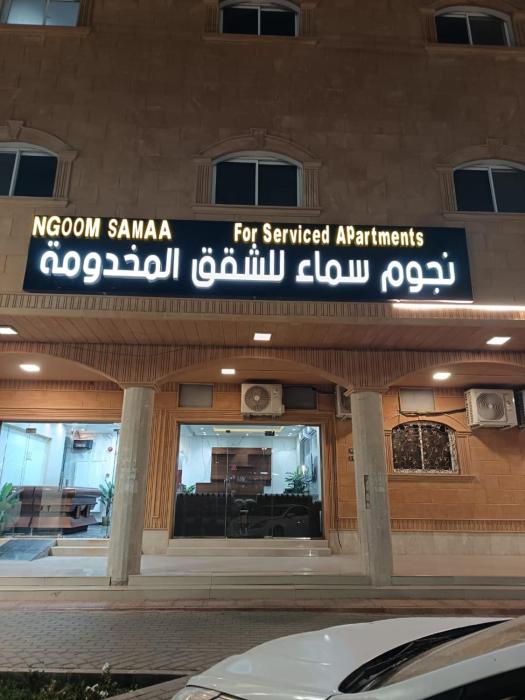 NGOOM SAMAA For Serviced APartments
نجوم سماء للشقق المخدومة